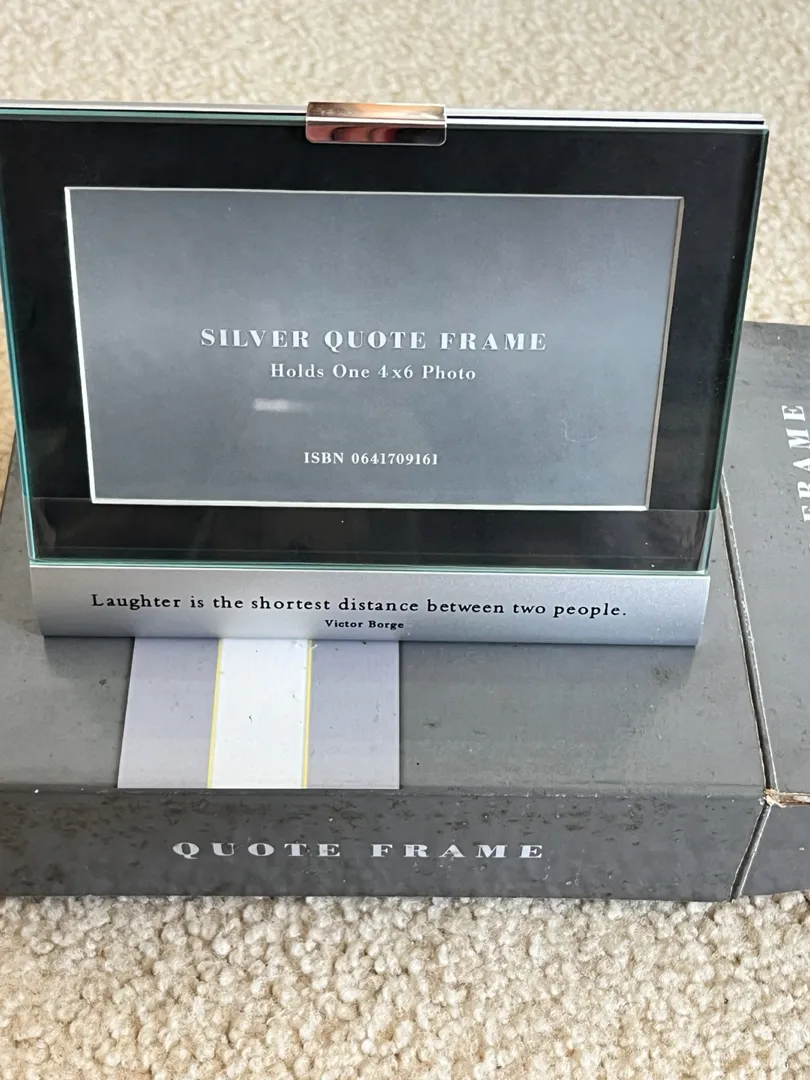 SILVER QUOTE FRAME
Holds One 4x6 Photo
ISBN 0641709161
Laughter is the shortest distance between two people.
Victor Borge
QUOTE FRAME
FRAME